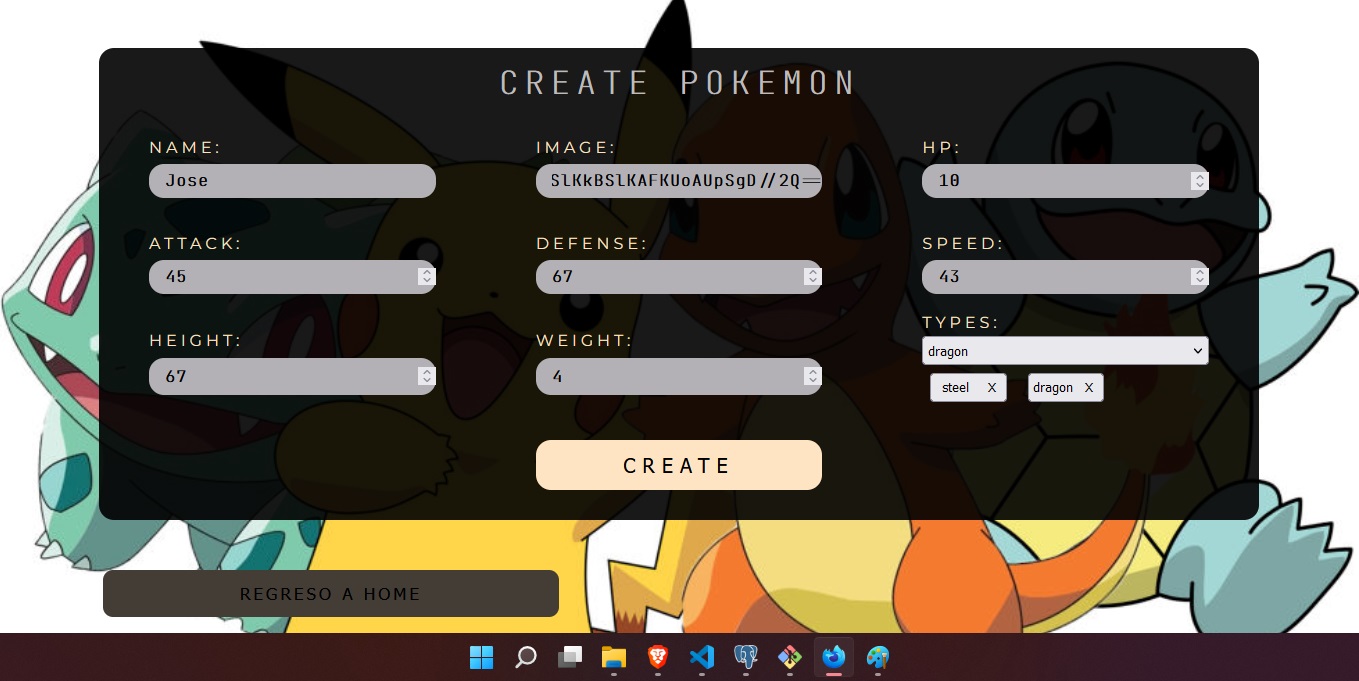 CREATE POKEMON
NAME: IMAGE: HP:
Jose SLKkBSLKAFKUoAUpSgD//2Q== 10
ATTACK: DEFENSE: SPEED:
45 67 43
HEIGHT: WEIGHT: TYPES:
67 4 dragon
steel X dragon X
CREATE
REGRESO A HOME